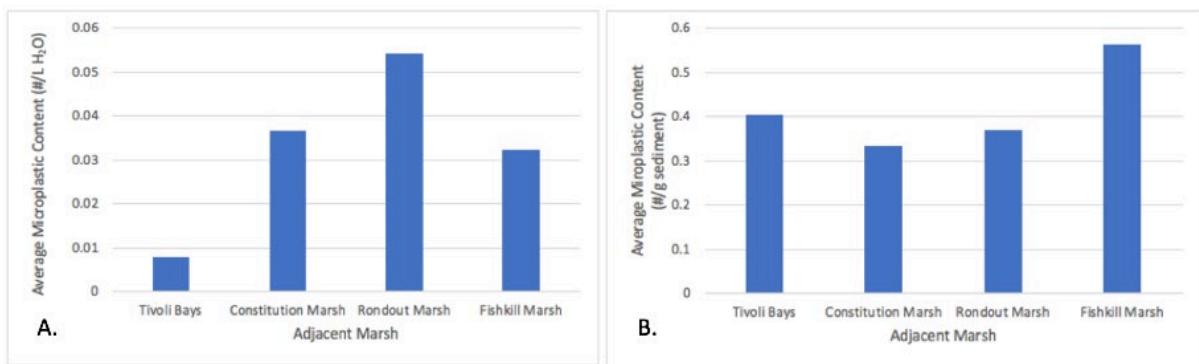 Average Microplastic Content (#/L H₂O)
0.06
0.05
0.04
0.03
0.02
0.01
0
Tivoli Bays Constitution Marsh Rondout Marsh Fishkill Marsh
Adjacent Marsh
A.
Average Miroplastic Content
(#/g sediment)
0.6
0.5
0.4
0.3
0.2
0.1
0
Tivoli Bays Constitution Marsh Rondout Marsh Fishkill Marsh
Adjacent Marsh
B.